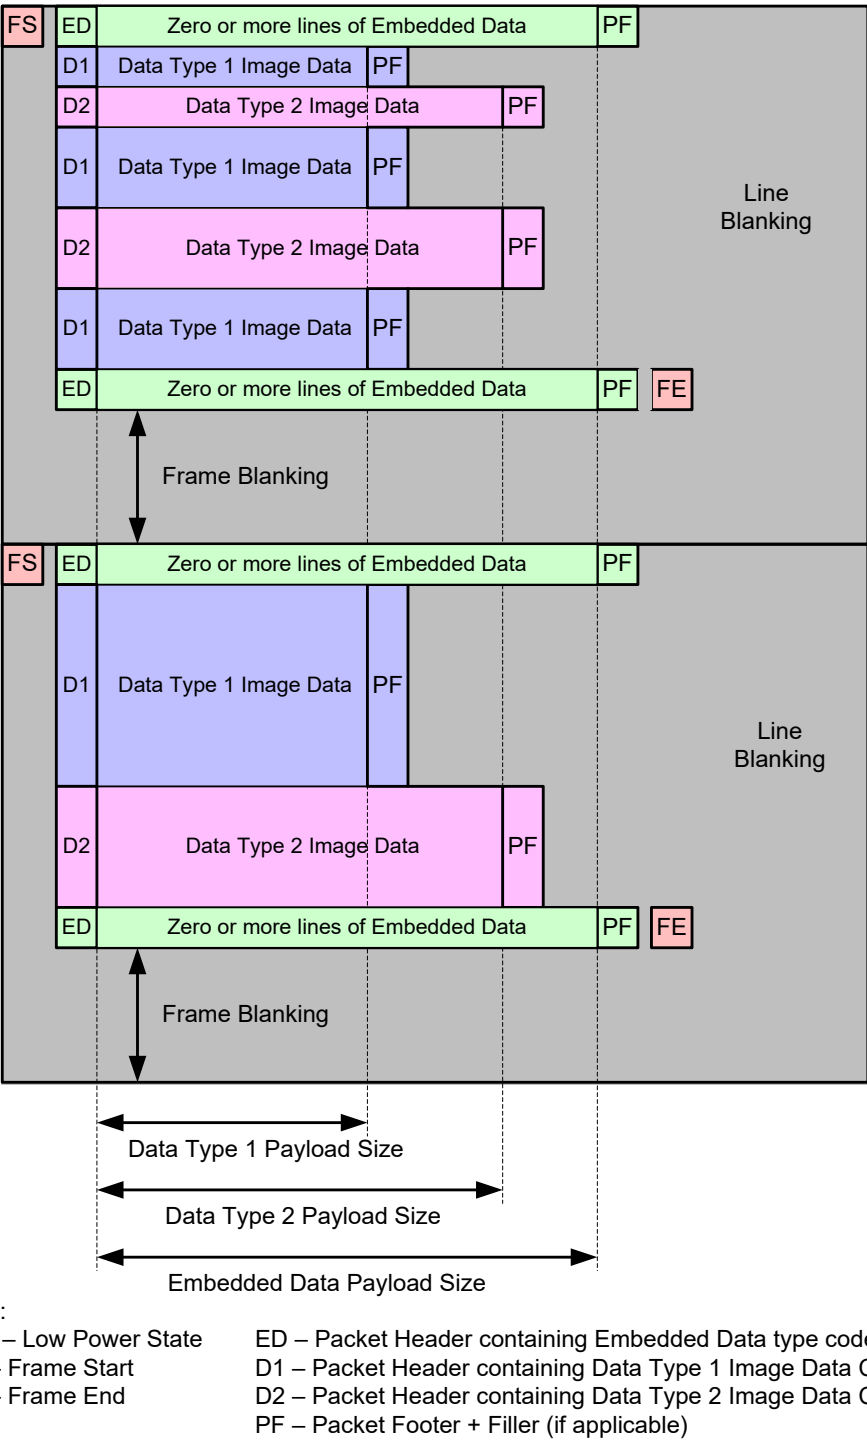 FS ED Zero or more lines of Embedded Data PF
D1 Data Type 1 Image Data PF
D2 Data Type 2 Image Data PF
D1 Data Type 1 Image Data PF
Line
Blanking
D2 Data Type 2 Image Data PF
D1 Data Type 1 Image Data PF
ED Zero or more lines of Embedded Data PF FE
Frame Blanking
FS ED Zero or more lines of Embedded Data PF
D1 Data Type 1 Image Data PF
Line
Blanking
D2 Data Type 2 Image Data PF
ED Zero or more lines of Embedded Data PF FE
Frame Blanking
Data Type 1 Payload Size
Data Type 2 Payload Size
Embedded Data Payload Size
:
– Low Power State ED – Packet Header containing Embedded Data type code
– Frame Start D1 – Packet Header containing Data Type 1 Image Data
– Frame End D2 – Packet Header containing Data Type 2 Image Data
PF – Packet Footer + Filler (if applicable)